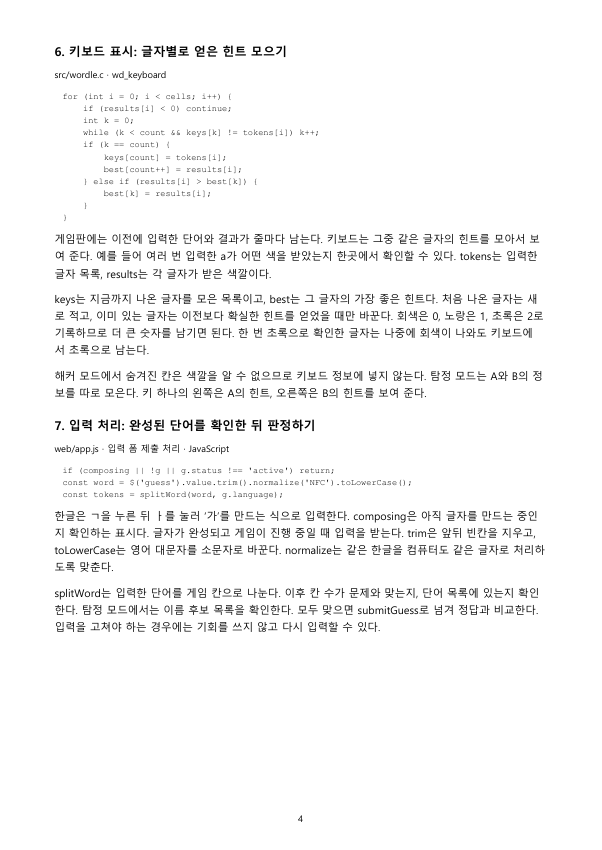 6. 키보드 표시: 글자별로 얻은 힌트 모으기
src/wordle.c · wd_keyboard
for (int i = 0; i < cells; i++) {
    if (results[i] < 0) continue;
    int k = 0;
    while (k < count && keys[k] != tokens[i]) k++;
    if (k == count) {
        keys[count] = tokens[i];
        best[count++] = results[i];
    } else if (results[i] > best[k]) {
        best[k] = results[i];
    }
}
게임판에는 이전에 입력한 단어와 결과가 줄마다 남는다. 키보드는 그중 같은 글자의 힌트를 모아서 보
여 준다. 예를 들어 여러 번 입력한 a가 어떤 색을 받았는지 한곳에서 확인할 수 있다. tokens는 입력한
글자 목록, results는 각 글자가 받은 색깔이다.
keys는 지금까지 나온 글자를 모은 목록이고, best는 그 글자의 가장 좋은 힌트다. 처음 나온 글자는 새
로 적고, 이미 있는 글자는 이전보다 확실한 힌트를 얻었을 때만 바꾼다. 회색은 0, 노랑은 1, 초록은 2로
기록하므로 더 큰 숫자를 남기면 된다. 한 번 초록으로 확인한 글자는 나중에 회색이 나와도 키보드에
서 초록으로 남는다.
해커 모드에서 숨겨진 칸은 색깔을 알 수 없으므로 키보드 정보에 넣지 않는다. 탐정 모드는 A와 B의 정
보를 따로 모은다. 키 하나의 왼쪽은 A의 힌트, 오른쪽은 B의 힌트를 보여 준다.
7. 입력 처리: 완성된 단어를 확인한 뒤 판정하기
web/app.js · 입력 폼 제출 처리 · JavaScript
if (composing || !g || g.status !== 'active') return;
const word = $('guess').value.trim().normalize('NFC').toLowerCase();
const tokens = splitWord(word, g.language);
한글은 ㄱ을 누른 뒤 ㅏ를 눌러 ‘가’를 만드는 식으로 입력한다. composing은 아직 글자를 만드는 중인
지 확인하는 표시다. 글자가 완성되고 게임이 진행 중일 때 입력을 받는다. trim은 앞뒤 빈칸을 지우고,
toLowerCase는 영어 대문자를 소문자로 바꾼다. normalize는 같은 한글을 컴퓨터도 같은 글자로 처리하
도록 맞춘다.
splitWord는 입력한 단어를 게임 칸으로 나눈다. 이후 칸 수가 문제와 맞는지, 단어 목록에 있는지 확인
한다. 탐정 모드에서는 이름 후보 목록을 확인한다. 모두 맞으면 submitGuess로 넘겨 정답과 비교한다.
입력을 고쳐야 하는 경우에는 기회를 쓰지 않고 다시 입력할 수 있다.
4